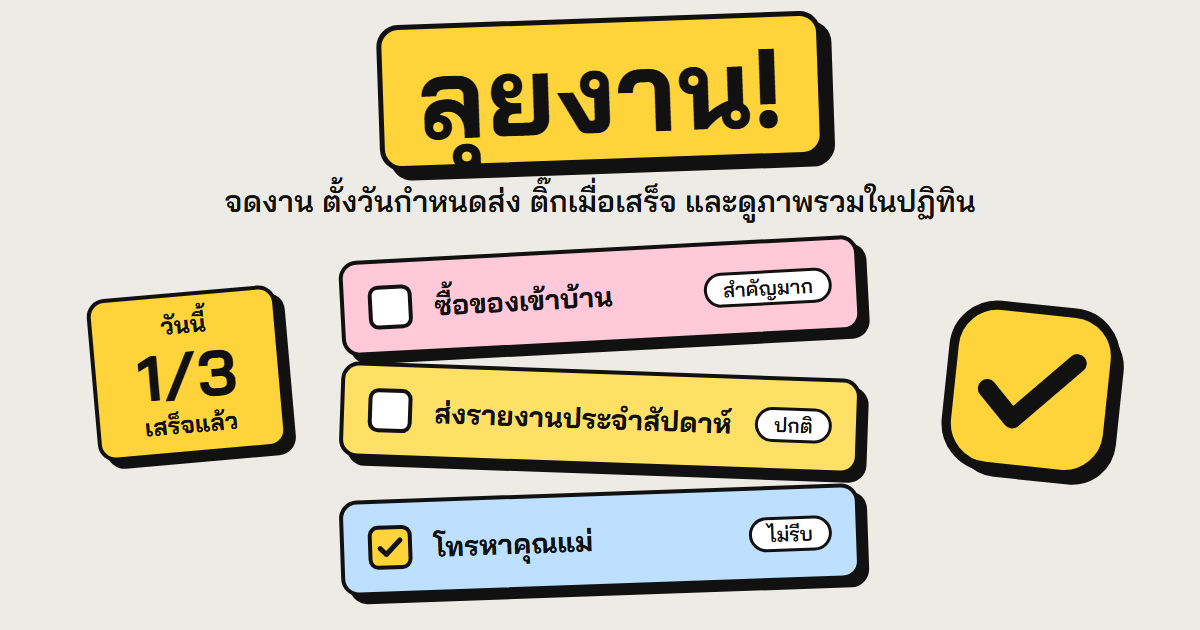 ลุยงาน!
จดงาน ตั้งวันกำหนดส่ง ติ๊กเมื่อเสร็จ และดูภาพรวมในปฏิทิน
วันนี้
1/3
เสร็จแล้ว
ซื้อของเข้าบ้าน
สำคัญมาก
ส่งรายงานประจำสัปดาห์
ปกติ
โทรหาคุณแม่
ไม่รีบ